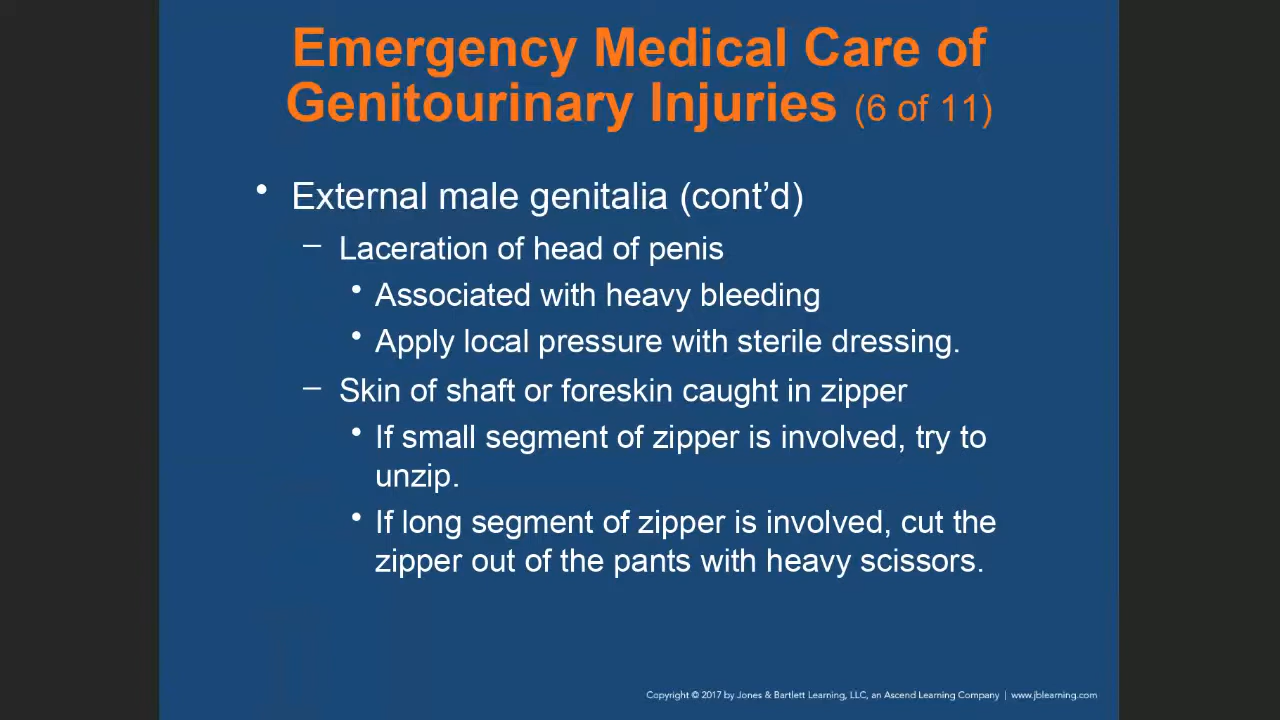 Emergency Medical Care of
Genitourinary Injuries (6 of 11)
• External male genitalia (cont’d)
– Laceration of head of penis
• Associated with heavy bleeding
• Apply local pressure with sterile dressing.
– Skin of shaft or foreskin caught in zipper
• If small segment of zipper is involved, try to
unzip.
• If long segment of zipper is involved, cut the
zipper out of the pants with heavy scissors.
Copyright © 2017 by Jones & Bartlett Learning, LLC, an Ascend Learning Company | www.jblearning.com